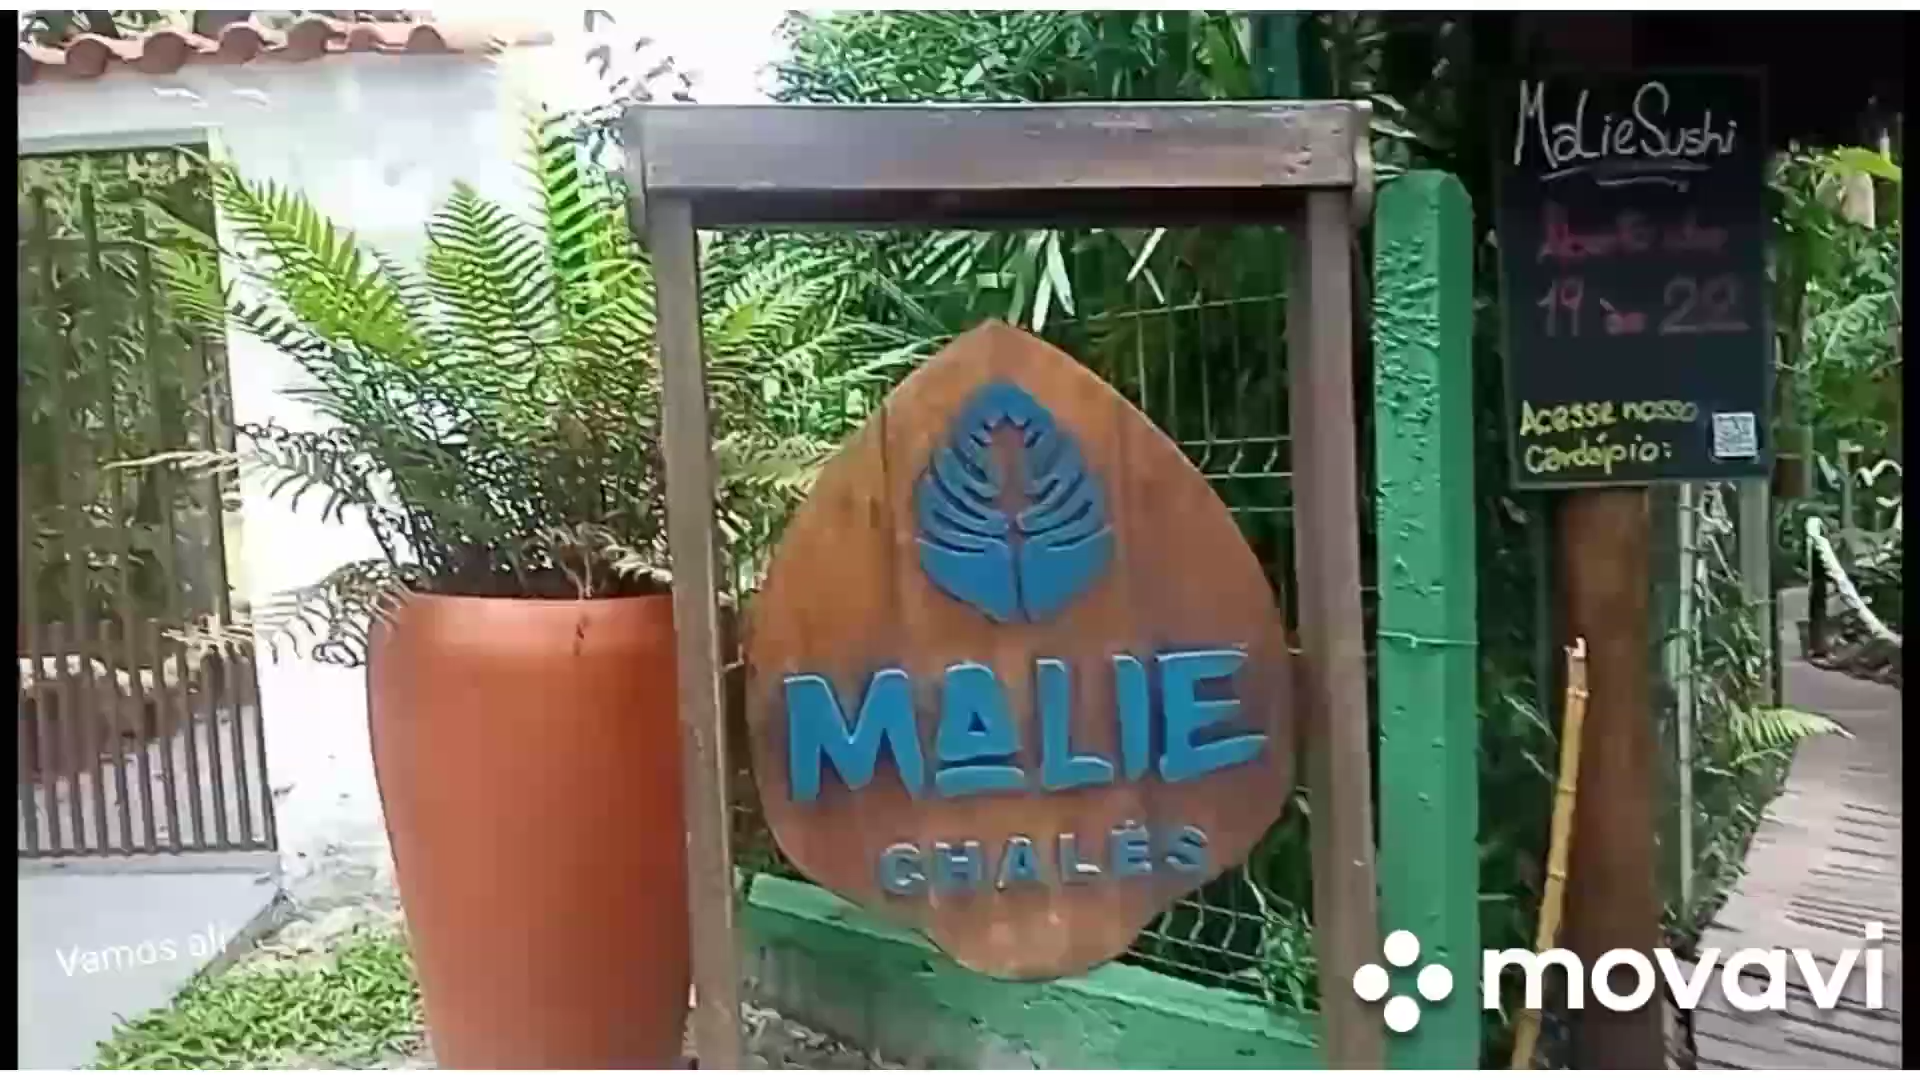 MaLieSushi
19 às 22
Acesse nosso
Cardápio:
MALIE
CHALÉS
Vamos ali
movavi